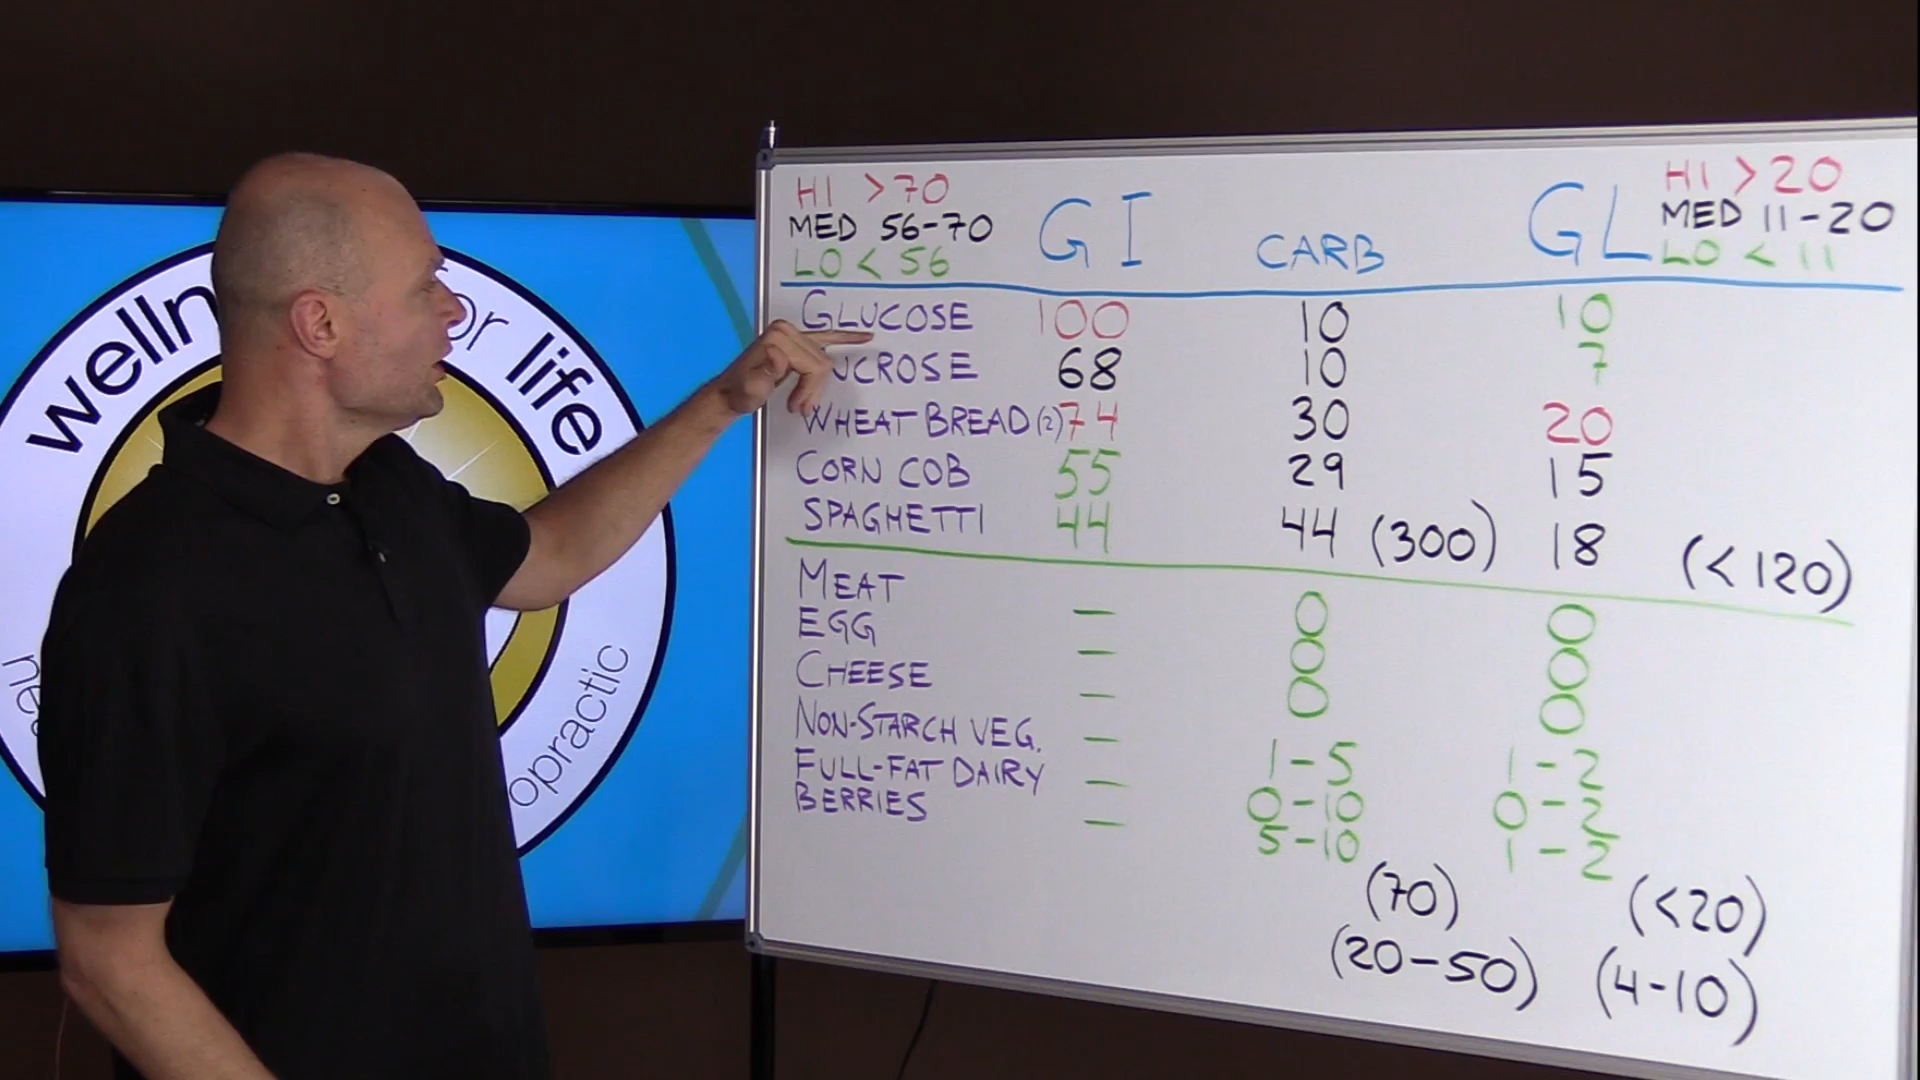 wellн
or life
opractic
HI >70
MED 56-70
LO < 56
GI
CARB
GL
HI >20
MED 11-20
LO < 11
GLUCOSE 100 10 10
UCROSE 68 10 7
WHEAT BREAD (2) 74 30 20
CORN COB 55 29 15
SPAGHETTI 44 44 (300) 18 (<120)
MEAT — 0 0
EGG — 0 0
CHEESE — 0 0
NON-STARCH VEG. — 1-5 1-2
FULL-FAT DAIRY — 0-10 0-2
BERRIES — 5-10 1-2
(70) (<20)
(20-50) (4-10)